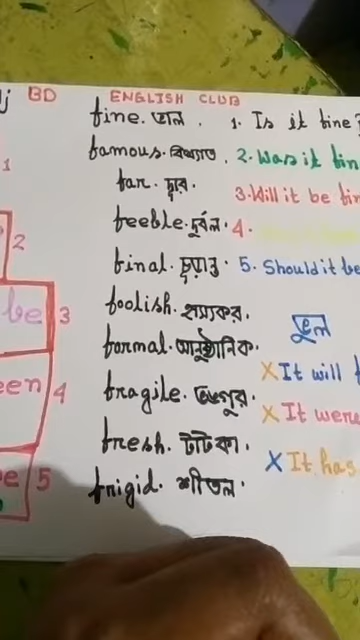 BD ENGLISH CLUB
fine. ভাল. 1. Is it fine?
famous. বিখ্যাত. 2. Was it fin
1
far. দূর. 3. Will it be fin
2
feeble. দুর্বল. 4.
final. চূড়ান্ত 5. Should it be
be 3
foolish. হাস্যকর. ভুল
formal. আনুষ্ঠানিক. X It will
een 4
fragile. ভঙ্গুর. X It were
fresh. টাটকা. X It has
5
frigid. শীতল.